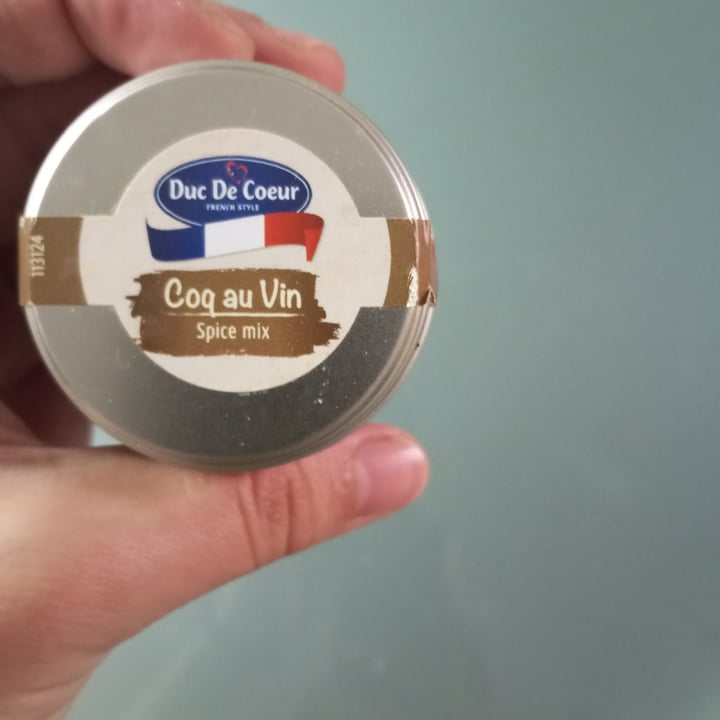 Duc De Coeur
FRENCH STYLE
Coq au Vin
Spice mix
113124